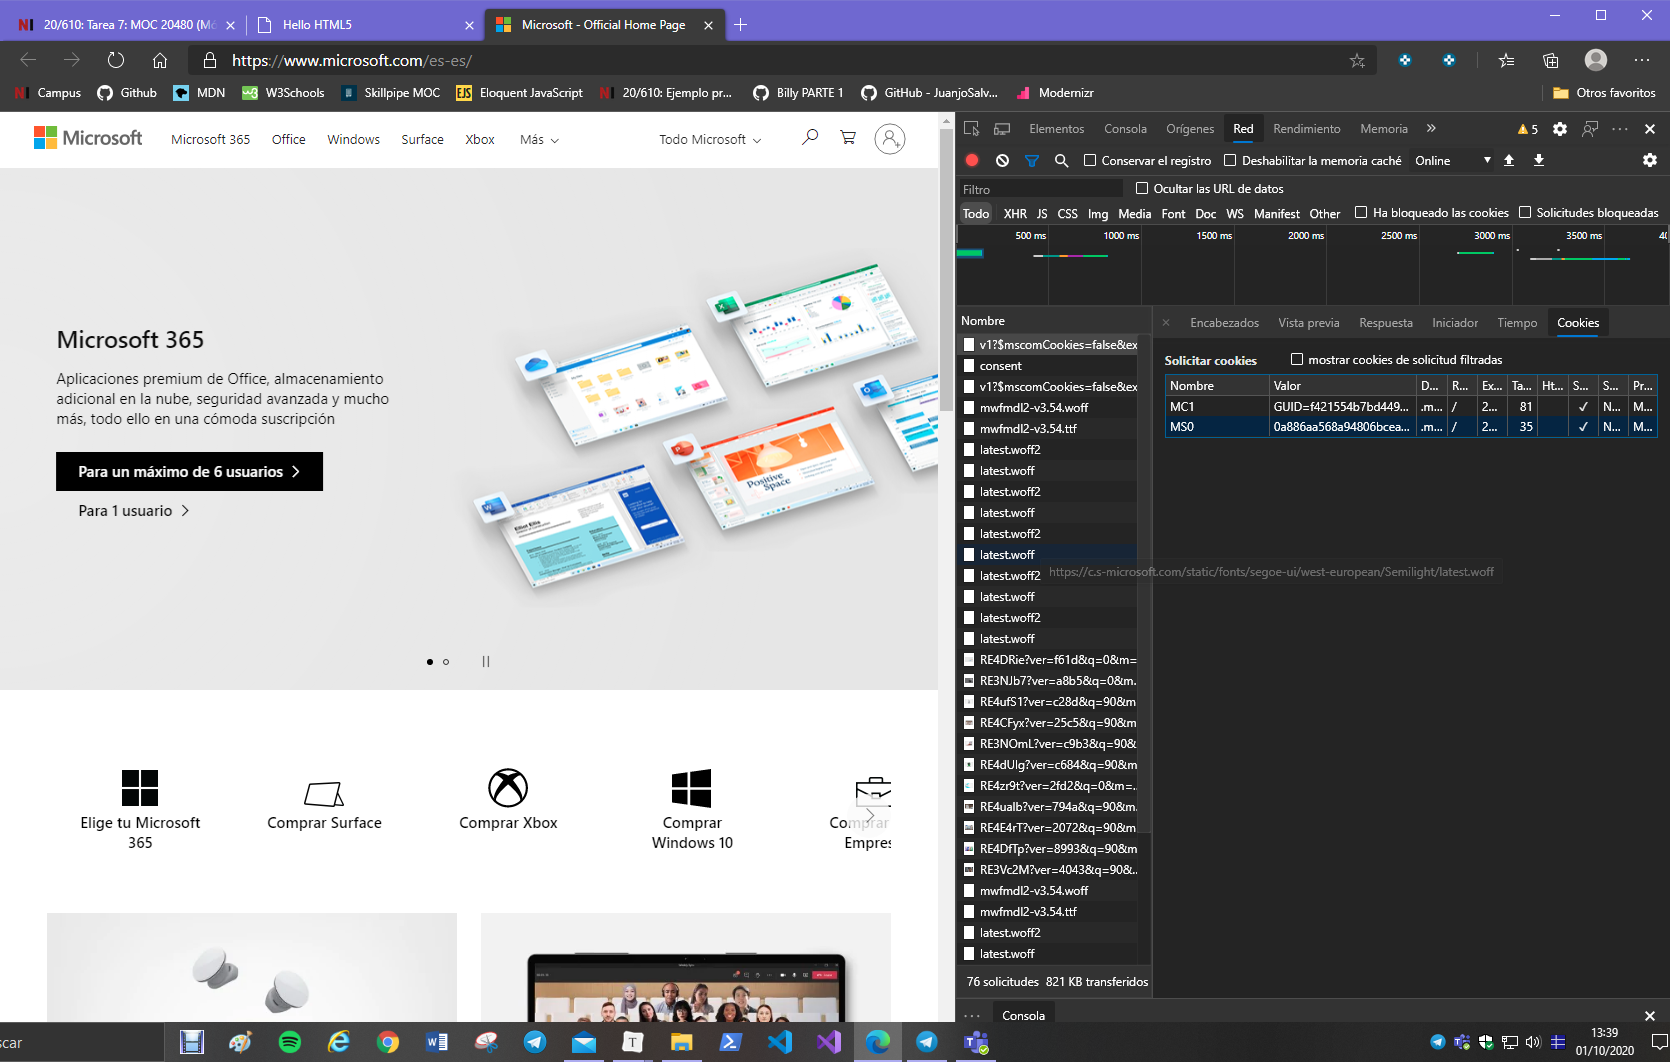 20/610: Tarea 7: MOC 20480 (Mó
Hello HTML5
Microsoft - Official Home Page
https://www.microsoft.com/es-es/
Campus
Github
MDN
W3Schools
Skillpipe MOC
Eloquent JavaScript
20/610: Ejemplo pr...
Billy PARTE 1
GitHub - JuanjoSalv...
Modernizr
Otros favoritos
Microsoft
Microsoft 365
Office
Windows
Surface
Xbox
Más
Todo Microsoft
Microsoft 365
Aplicaciones premium de Office, almacenamiento
adicional en la nube, seguridad avanzada y mucho
más, todo ello en una cómoda suscripción
Para un máximo de 6 usuarios
Para 1 usuario
Positive
Space
Elige tu Microsoft
365
Comprar Surface
Comprar Xbox
Comprar
Windows 10
Comprar
Empres
Elementos
Consola
Orígenes
Red
Rendimiento
Memoria
5
Conservar el registro
Deshabilitar la memoria caché
Online
Filtro
Ocultar las URL de datos
Todo
XHR
JS
CSS
Img
Media
Font
Doc
WS
Manifest
Other
Ha bloqueado las cookies
Solicitudes bloqueadas
500 ms
1000 ms
1500 ms
2000 ms
2500 ms
3000 ms
3500 ms
Nombre
v1?$mscomCookies=false&ex
consent
v1?$mscomCookies=false&ex
mwfmdl2-v3.54.woff
mwfmdl2-v3.54.ttf
latest.woff2
latest.woff
latest.woff2
latest.woff
latest.woff2
latest.woff
latest.woff2
latest.woff
latest.woff2
latest.woff
RE4DRie?ver=f61d&q=0&m=
RE3NJb7?ver=a8b5&q=0&m.
RE4ufS1?ver=c28d&q=90&m
RE4CFyx?ver=25c5&q=90&m
RE3NOmL?ver=c9b3&q=90&
RE4dUIg?ver=c684&q=90&m
RE4zr9t?ver=2fd2&q=0&m=..
RE4ualb?ver=794a&q=90&m.
RE4E4rT?ver=2072&q=90&m
RE4DfTp?ver=8993&q=90&m
RE3Vc2M?ver=4043&q=90&..
mwfmdl2-v3.54.woff
mwfmdl2-v3.54.ttf
latest.woff2
latest.woff
76 solicitudes
821 KB transferidos
https://c.s-microsoft.com/static/fonts/segoe-ui/west-european/Semilight/latest.woff
Encabezados
Vista previa
Respuesta
Iniciador
Tiempo
Cookies
Solicitar cookies
mostrar cookies de solicitud filtradas
Nombre Valor D... R... Ex... Ta... Ht... S... S... Pr...
MC1 GUID=f421554b7bd449... .m... / 2... 81 ✓ N... M...
MS0 0a886aa568a94806bcea... .m... / 2... 35 ✓ N... M...
Consola
scar
13:39
01/10/2020